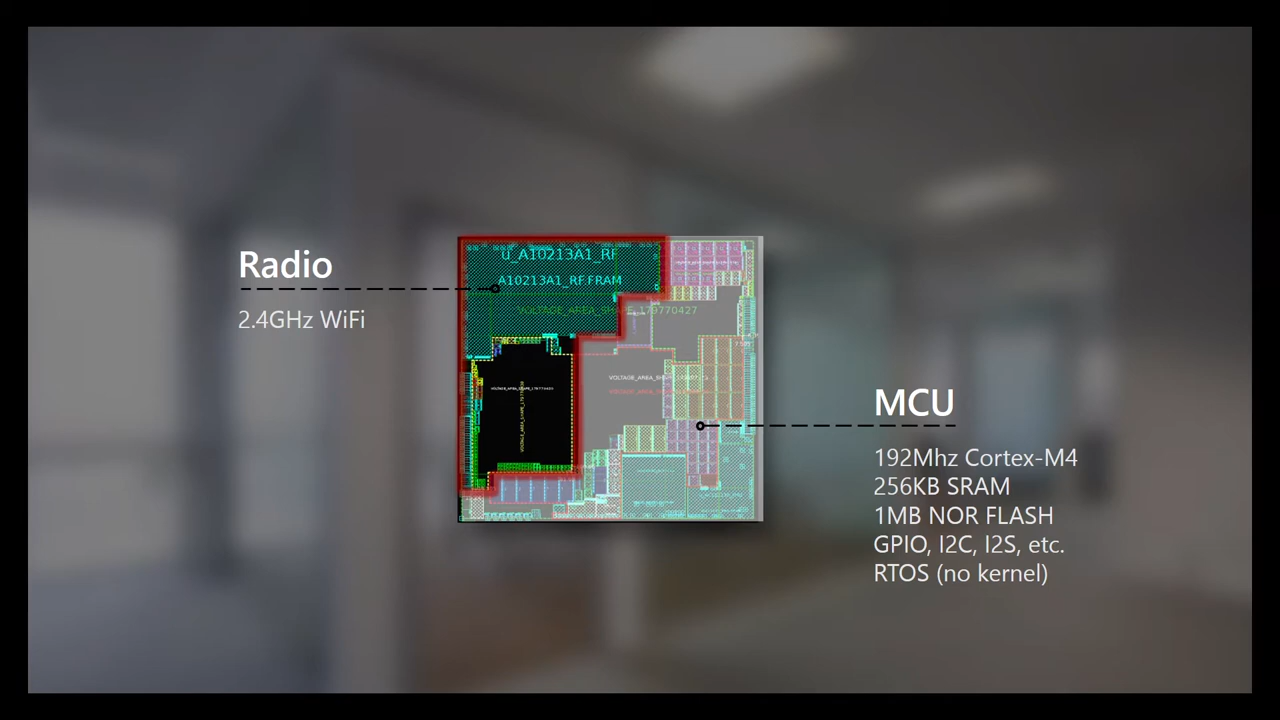 Radio
2.4GHz WiFi
u_A10213A1_RF
A10213A1_RF.FRAM
VOLTAGE_AREA_SHAPE_179770427
MCU
192Mhz Cortex-M4
256KB SRAM
1MB NOR FLASH
GPIO, I2C, I2S, etc.
RTOS (no kernel)